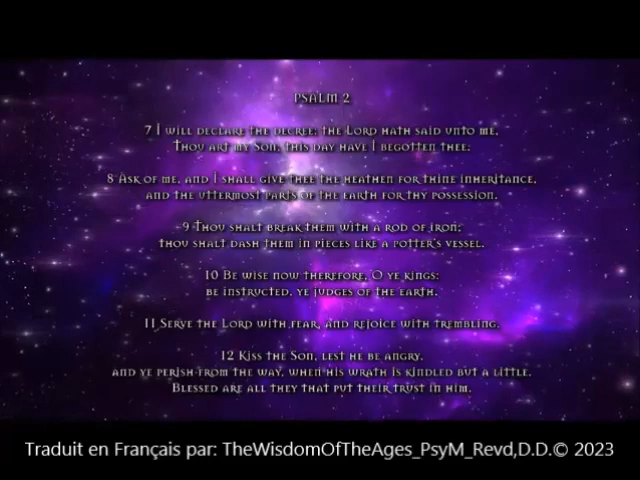 PSALM 2
7 I will declare the decree: the Lord hath said unto me,
Thou art my Son; this day have I begotten thee.
8 Ask of me, and I shall give thee the heathen for thine inheritance,
and the uttermost parts of the earth for thy possession.
9 Thou shalt break them with a rod of iron;
thou shalt dash them in pieces like a potter's vessel.
10 Be wise now therefore, O ye kings:
be instructed, ye judges of the earth.
11 Serve the Lord with fear, and rejoice with trembling.
12 Kiss the Son, lest he be angry,
and ye perish from the way, when his wrath is kindled but a little.
Blessed are all they that put their trust in him.
Traduit en Français par: TheWisdomOfTheAges_PsyM_Revd,D.D.© 2023